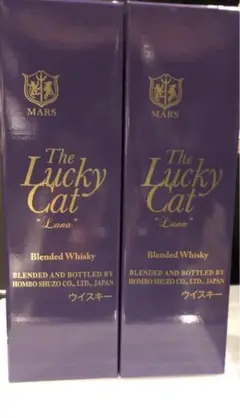 MARS
The
Lucky
Cat
"Luna"
Blended Whisky
BLENDED AND BOTTLED BY
HOMBO SHUZO CO., LTD., JAPAN
ウイスキー
MARS
The
Lucky
Cat
"Luna"
Blended Whisky
BLENDED AND BOTTLED BY
HOMBO SHUZO CO., LTD., JAPAN
ウイスキー